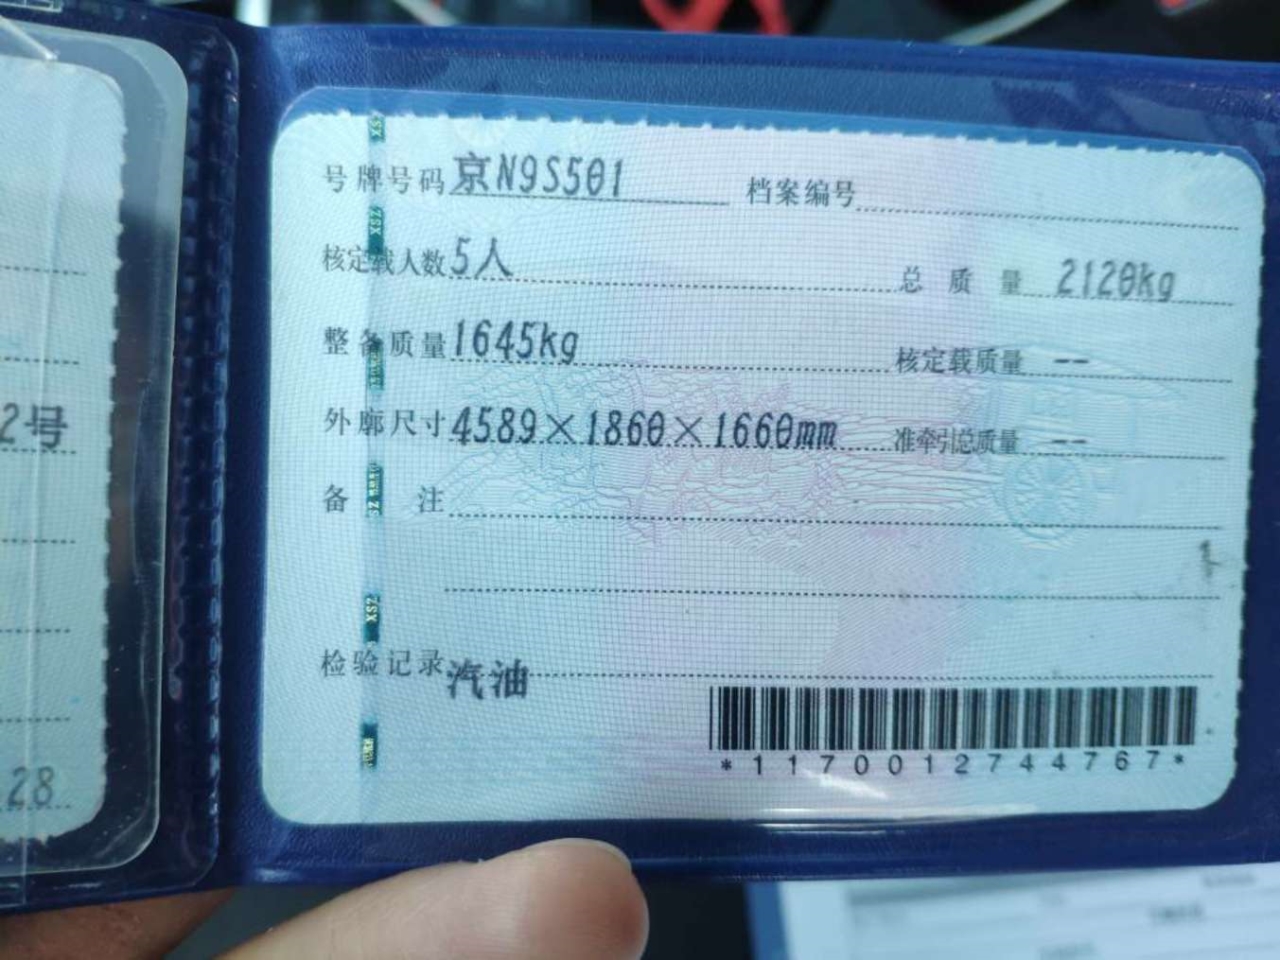 号牌号码 京N9S501 档案编号
核定载人数 5人 总质量 2120kg
整备质量 1645kg 核定载质量 --
外廓尺寸 4589×1860×1660mm 准牵引总质量 --
备注
检验记录 汽油
*1170012744767*
2号
28